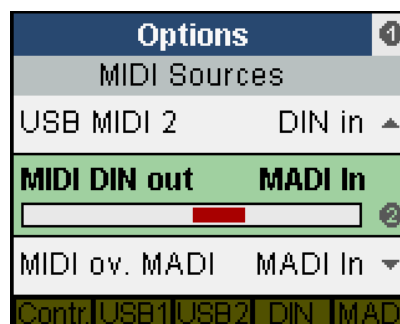 Options 1
MIDI Sources
USB MIDI 2 DIN in
MIDI DIN out MADI In
2
MIDI ov. MADI MADI In
Contr. USB1 USB2 DIN MAD